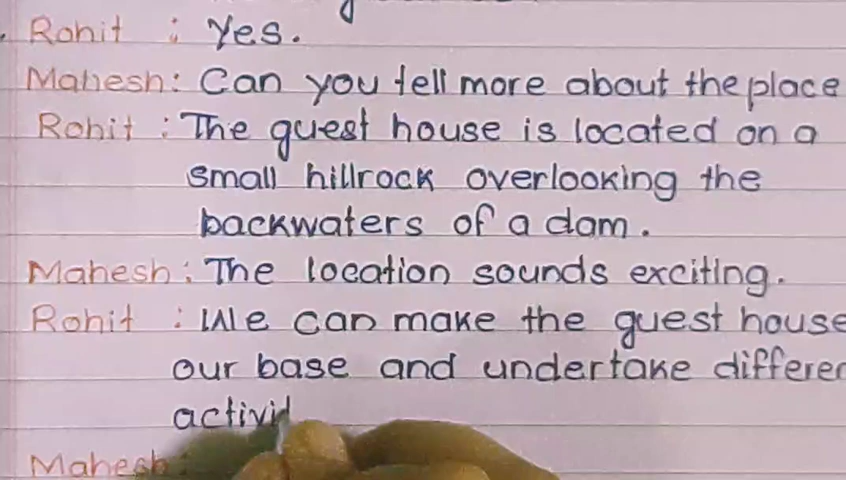 Rohit : Yes.
Mahesh: Can you tell more about the place
Rohit : The guest house is located on a
small hillrock overlooking the
backwaters of a dam.
Mahesh: The location sounds exciting.
Rohit : We can make the guest house
our base and undertake differen
activi
Mahesh: